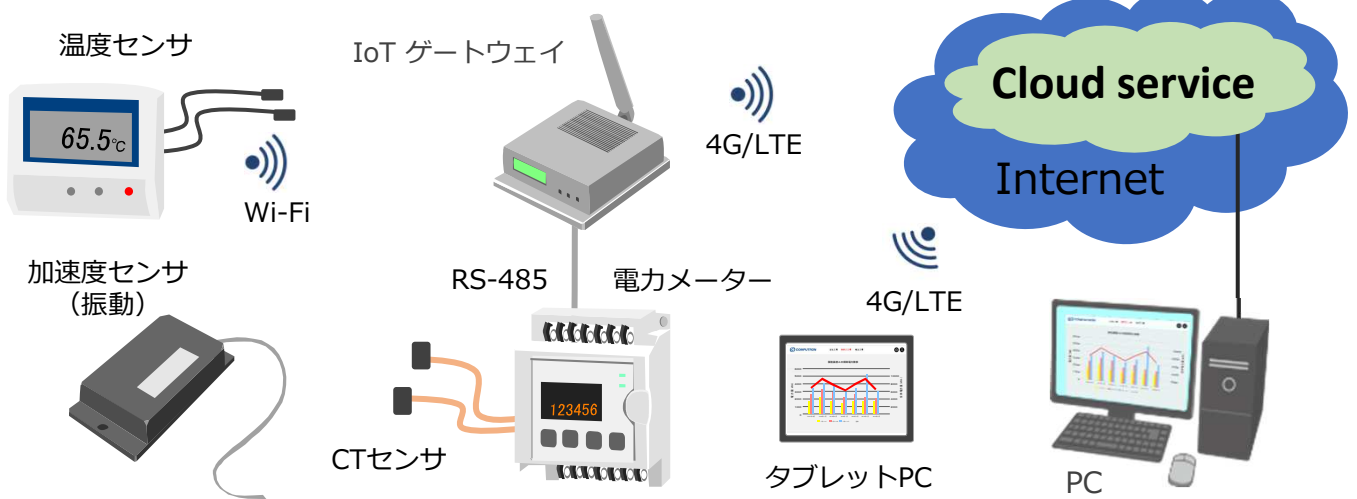 温度センサ
65.5℃
Wi-Fi
IoT ゲートウェイ
4G/LTE
Cloud service
Internet
加速度センサ
（振動）
RS-485
電力メーター
4G/LTE
123456
CTセンサ
タブレットPC
PC